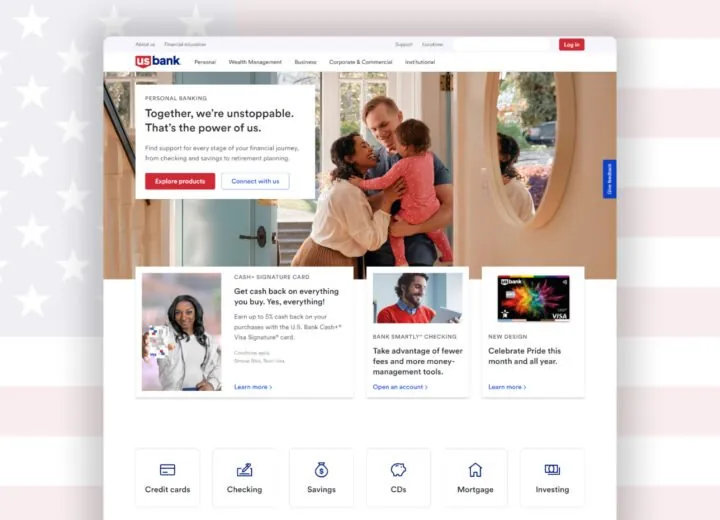 About us Financial education Support Locations Log in
usbank Personal Wealth Management Business Corporate & Commercial Institutional
PERSONAL BANKING
Together, we're unstoppable.
That's the power of us.
Find support for every stage of your financial journey,
from checking and savings to retirement planning.
Explore products Connect with us
Give feedback
CASH+ SIGNATURE CARD
Get cash back on everything
you buy. Yes, everything!
Earn up to 5% cash back on your
purchases with the U.S. Bank Cash+®
Visa Signature® card.
Conditions apply.
Learn more
BANK SMARTLY™ CHECKING
Take advantage of fewer
fees and more money-
management tools.
Open an account
usbank
VISA
NEW DESIGN
Celebrate Pride this
month and all year.
Learn more
Credit cards Checking Savings CDs Mortgage Investing